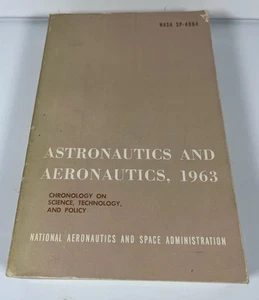 NASA SP-4004
ASTRONAUTICS AND
AERONAUTICS, 1963
CHRONOLOGY ON
SCIENCE, TECHNOLOGY,
AND POLICY
NATIONAL AERONAUTICS AND SPACE ADMINISTRATION